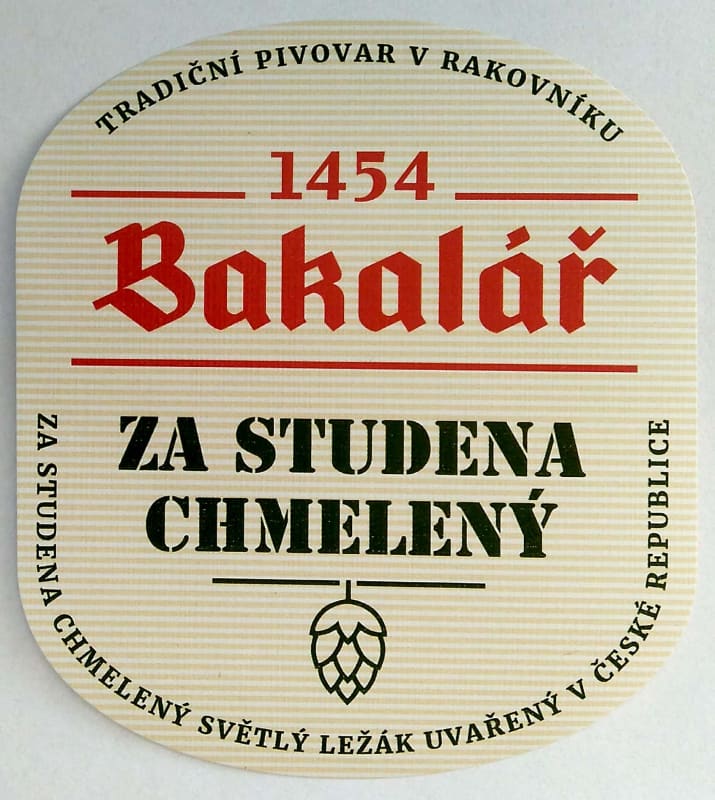 TRADIČNÍ PIVOVAR V RAKOVNÍKU
1454
Bakalář
ZA STUDENA
CHMELENÝ
ZA STUDENA CHMELENÝ SVĚTLÝ LEŽÁK UVAŘENÝ V ČESKÉ REPUBLICE